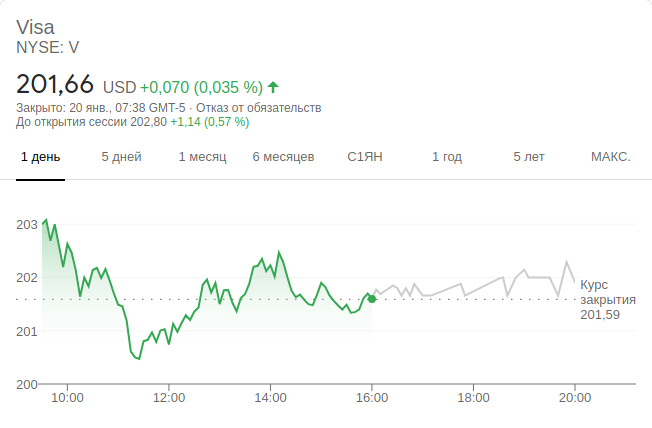 Visa
NYSE: V
201,66 USD +0,070 (0,035 %)
Закрыто: 20 янв., 07:38 GMT-5 · Отказ от обязательств
До открытия сессии 202,80 +1,14 (0,57 %)
1 день 5 дней 1 месяц 6 месяцев С1ЯН 1 год 5 лет МАКС.
203
202
201
200
Курс
закрытия
201,59
10:00 12:00 14:00 16:00 18:00 20:00